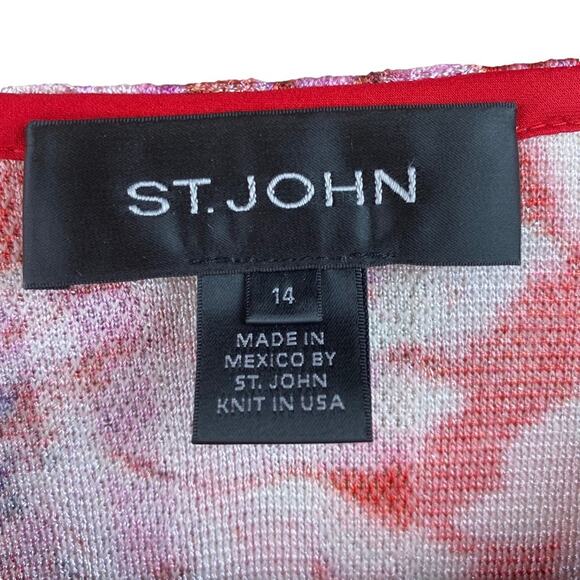 ST. JOHN
14
MADE IN
MEXICO BY
ST. JOHN
KNIT IN USA